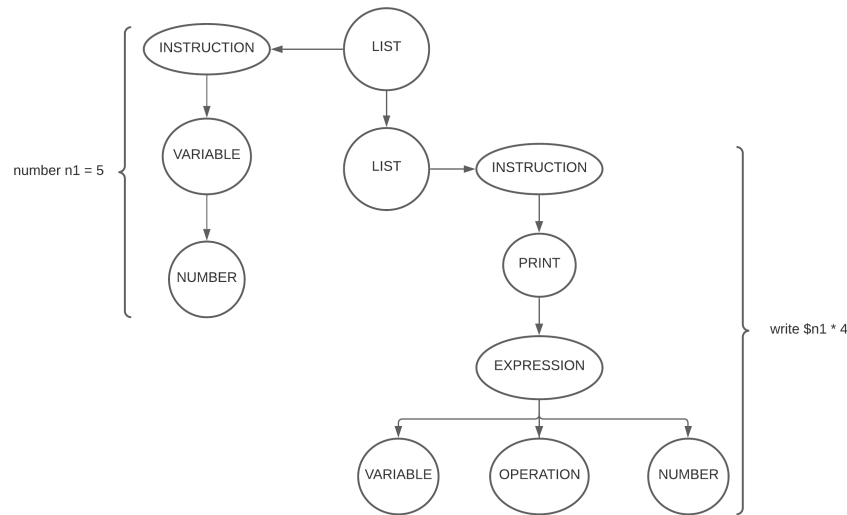 INSTRUCTION
LIST
number n1 = 5
VARIABLE
LIST
INSTRUCTION
NUMBER
PRINT
write $n1 * 4
EXPRESSION
VARIABLE
OPERATION
NUMBER